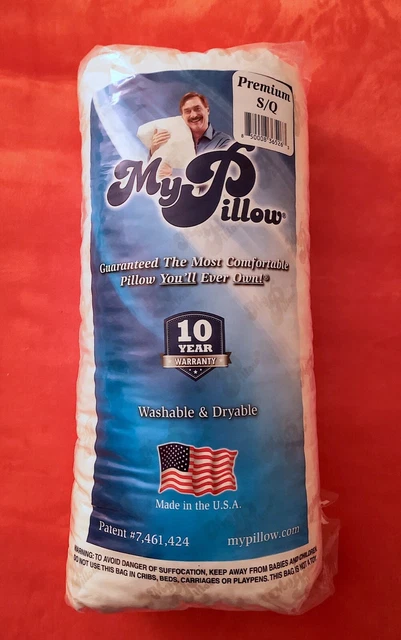 Premium
S/Q
MyPillow®
Guaranteed The Most Comfortable
Pillow You'll Ever Own!®
10
YEAR
WARRANTY
Washable & Dryable
Made in the U.S.A.
Patent #7,461,424 mypillow.com
WARNING: TO AVOID DANGER OF SUFFOCATION, KEEP AWAY FROM BABIES AND CHILDREN.
DO NOT USE THIS BAG IN CRIBS, BEDS, CARRIAGES OR PLAYPENS. THIS BAG IS NOT A TOY.